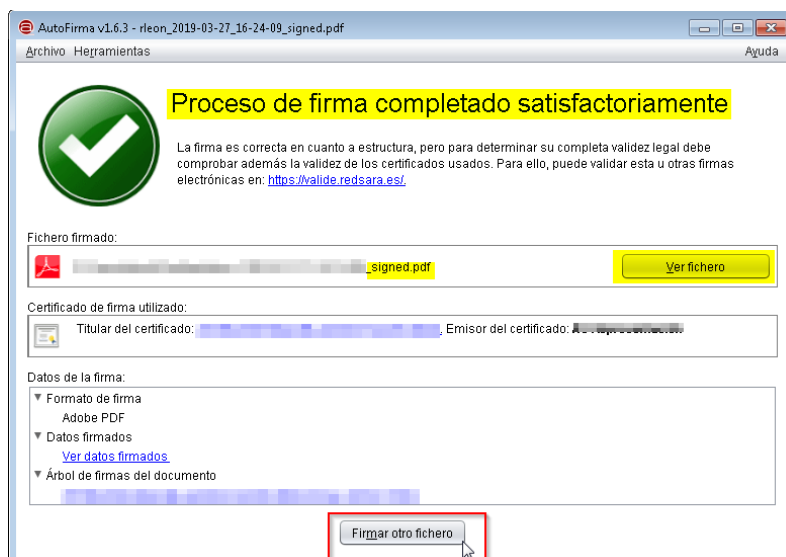 AutoFirma v1.6.3 - rleon_2019-03-27_16-24-09_signed.pdf
Archivo Herramientas Ayuda
Proceso de firma completado satisfactoriamente
La firma es correcta en cuanto a estructura, pero para determinar su completa validez legal debe
comprobar además la validez de los certificados usados. Para ello, puede validar esta u otras firmas
electrónicas en: https://valide.redsara.es/.
Fichero firmado:
_signed.pdf Ver fichero
Certificado de firma utilizado:
Titular del certificado: . Emisor del certificado:
Datos de la firma:
Formato de firma
Adobe PDF
Datos firmados
Ver datos firmados
Árbol de firmas del documento
Firmar otro fichero